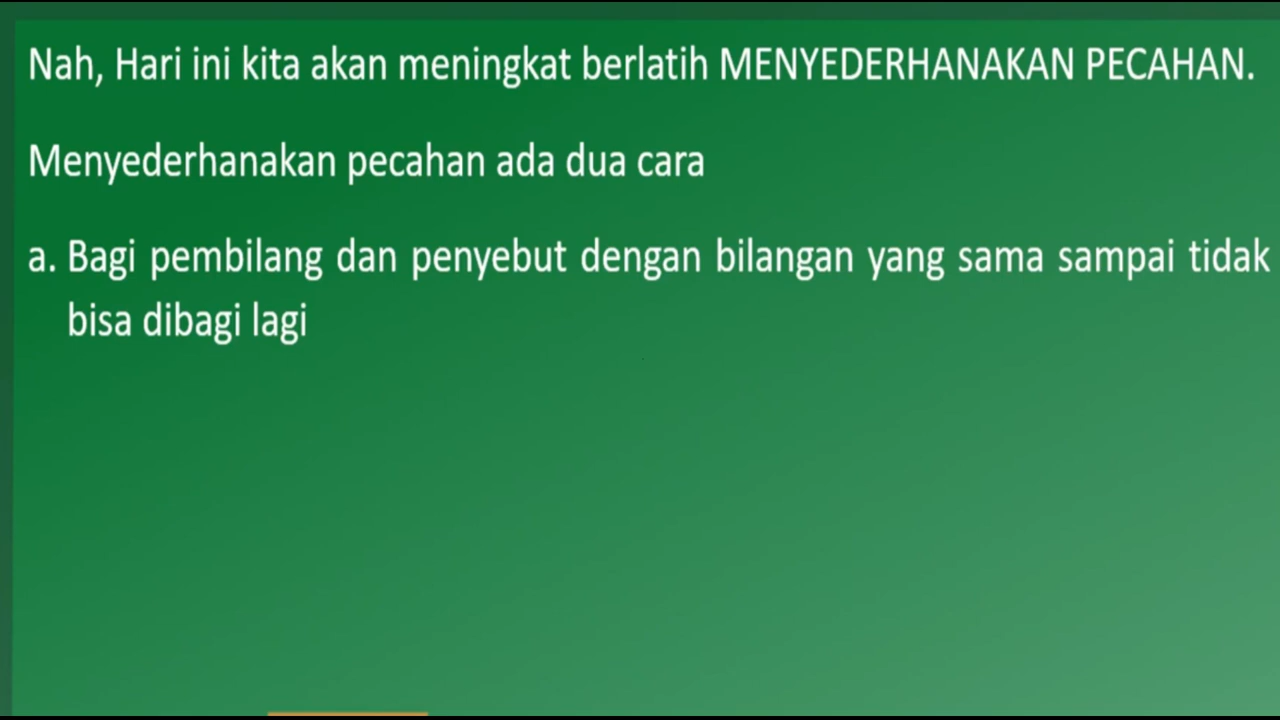 Nah, Hari ini kita akan meningkat berlatih MENYEDERHANAKAN PECAHAN.
Menyederhanakan pecahan ada dua cara
a. Bagi pembilang dan penyebut dengan bilangan yang sama sampai tidak
bisa dibagi lagi